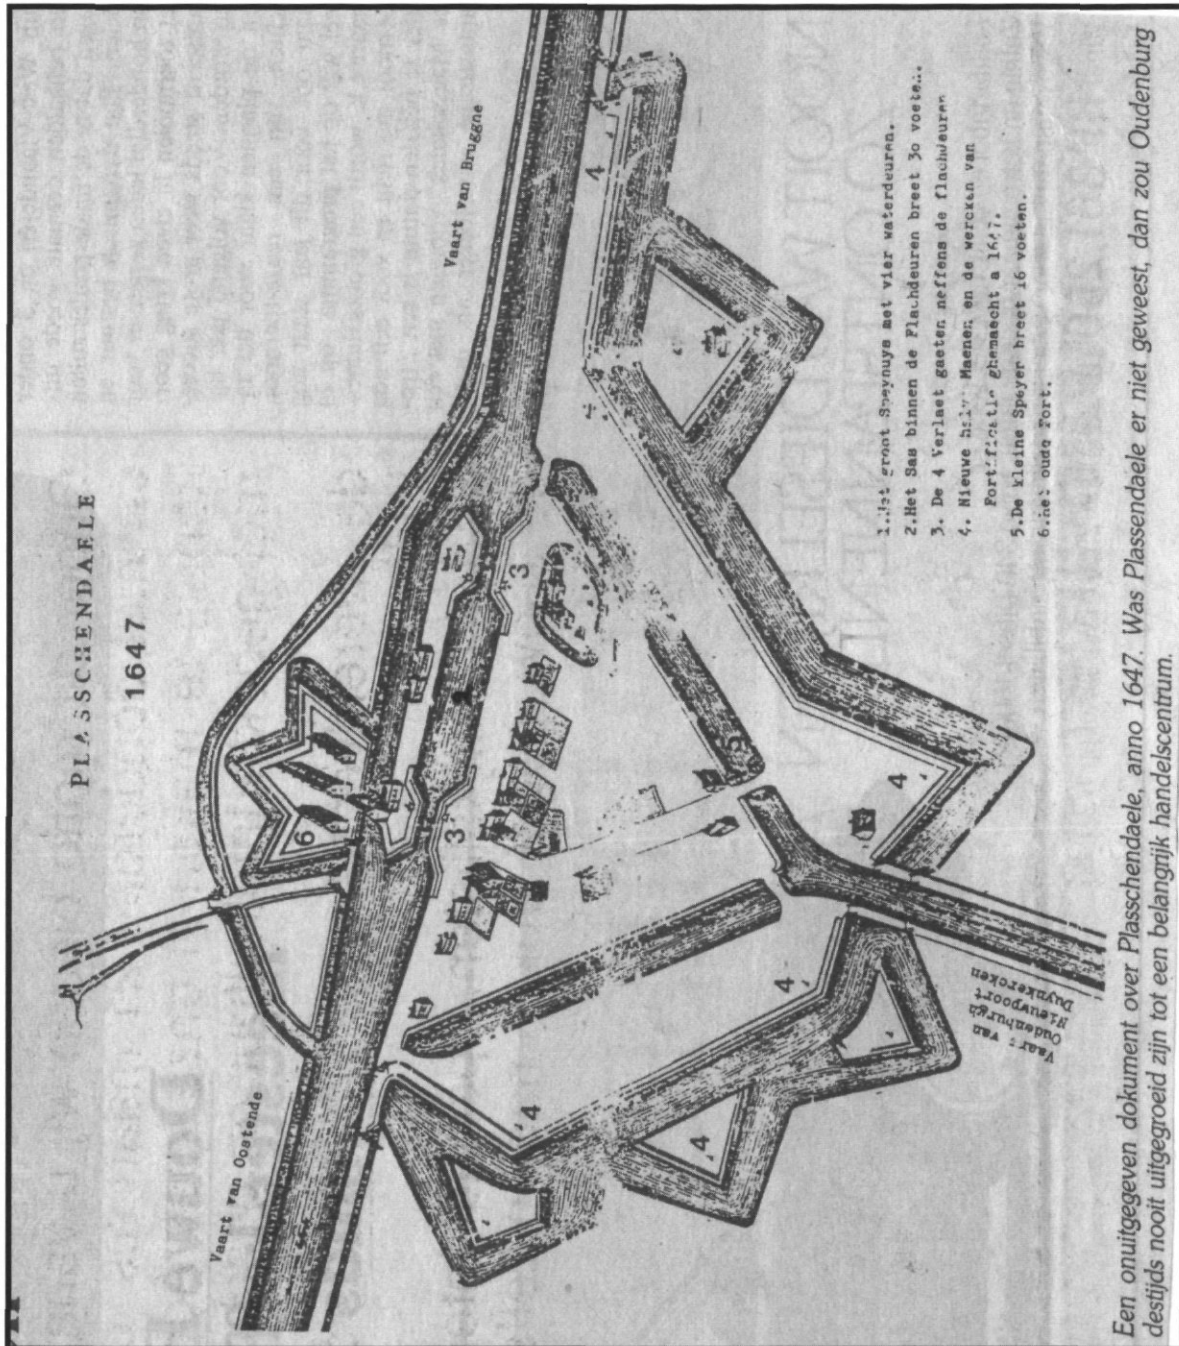 PLASSCHENDAELE
1647
Vaart van Oostende
Vaart van Bruggne
6
3
3
4
4
4
4
4
5
Vaart van
Oudenburgh
Nieuwpoort
Duynkercken
1. Het groot Speynuys met vier waterdeuren.
2. Het Sas binnen de Flachdeuren breet 30 voeten.
3. De 4 Verlaet gaeten neffens de flachdeuren
4. Nieuwe halve Maenen en de wercken van
Fortificatie ghemaecht a 1647.
5. De kleine Speyer breet 16 voeten.
6. het oude Fort.
Een onuitgegeven dokument over Plasschendaele, anno 1647. Was Plassendaele er niet geweest, dan zou Oudenburg
destijds nooit uitgegroeid zijn tot een belangrijk handelscentrum.